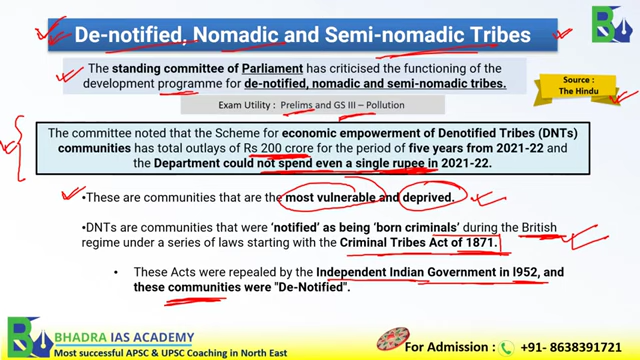 De-notified, Nomadic and Semi-nomadic Tribes
The standing committee of Parliament has criticised the functioning of the
development programme for de-notified, nomadic and semi-nomadic tribes.
Source :
The Hindu
Exam Utility : Prelims and GS III – Pollution
The committee noted that the Scheme for economic empowerment of Denotified Tribes (DNTs)
communities has total outlays of Rs 200 crore for the period of five years from 2021-22 and
the Department could not spend even a single rupee in 2021-22.
•These are communities that are the most vulnerable and deprived.
•DNTs are communities that were 'notified' as being 'born criminals' during the British
regime under a series of laws starting with the Criminal Tribes Act of 1871.
• These Acts were repealed by the Independent Indian Government in l952, and
these communities were "De-Notified".
BHADRA IAS ACADEMY
Most successful APSC & UPSC Coaching in North East
For Admission : +91- 8638391721